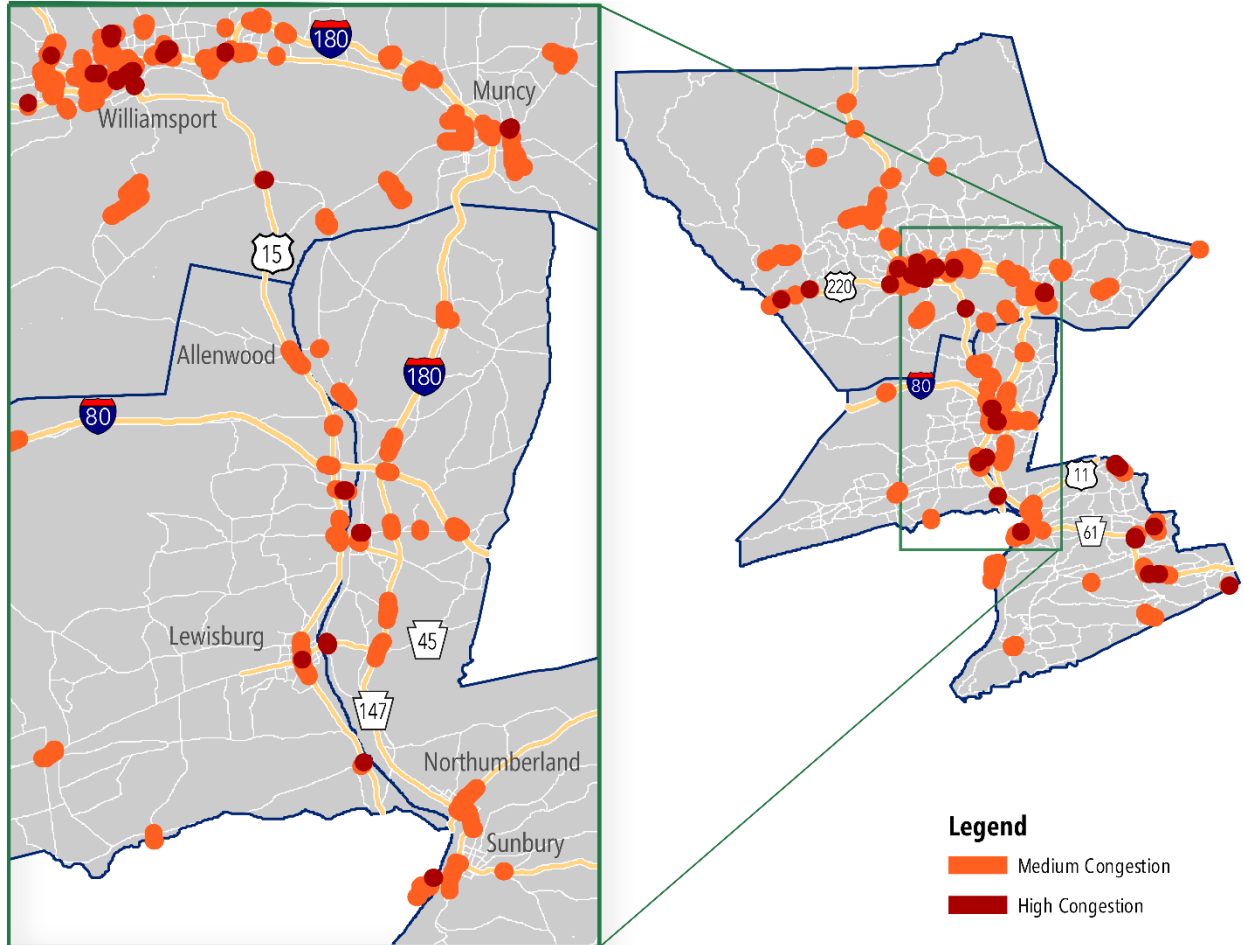 180
Muncy
Williamsport
15
Allenwood
180
80
Lewisburg
45
147
Northumberland
Sunbury
220
80
11
61
Legend
Medium Congestion
High Congestion